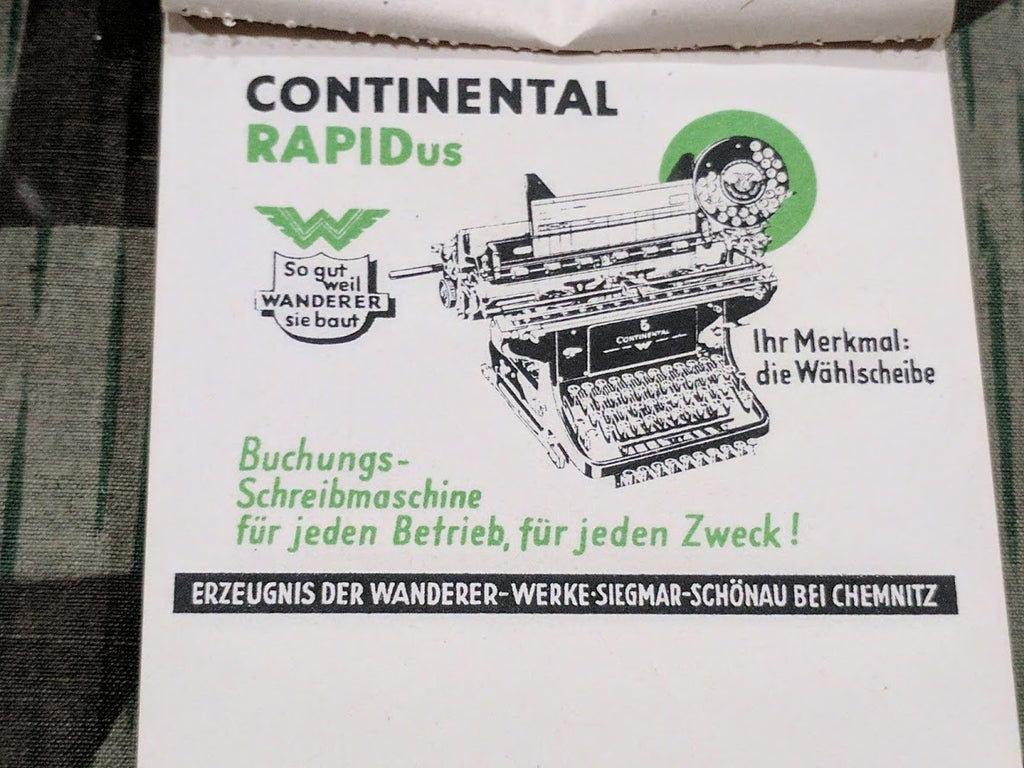 CONTINENTAL
RAPIDus
So gut
weil
WANDERER
sie baut
CONTINENTAL
Ihr Merkmal:
die Wählscheibe
Buchungs-
Schreibmaschine
für jeden Betrieb, für jeden Zweck!
ERZEUGNIS DER WANDERER-WERKE·SIEGMAR-SCHÖNAU BEI CHEMNITZ